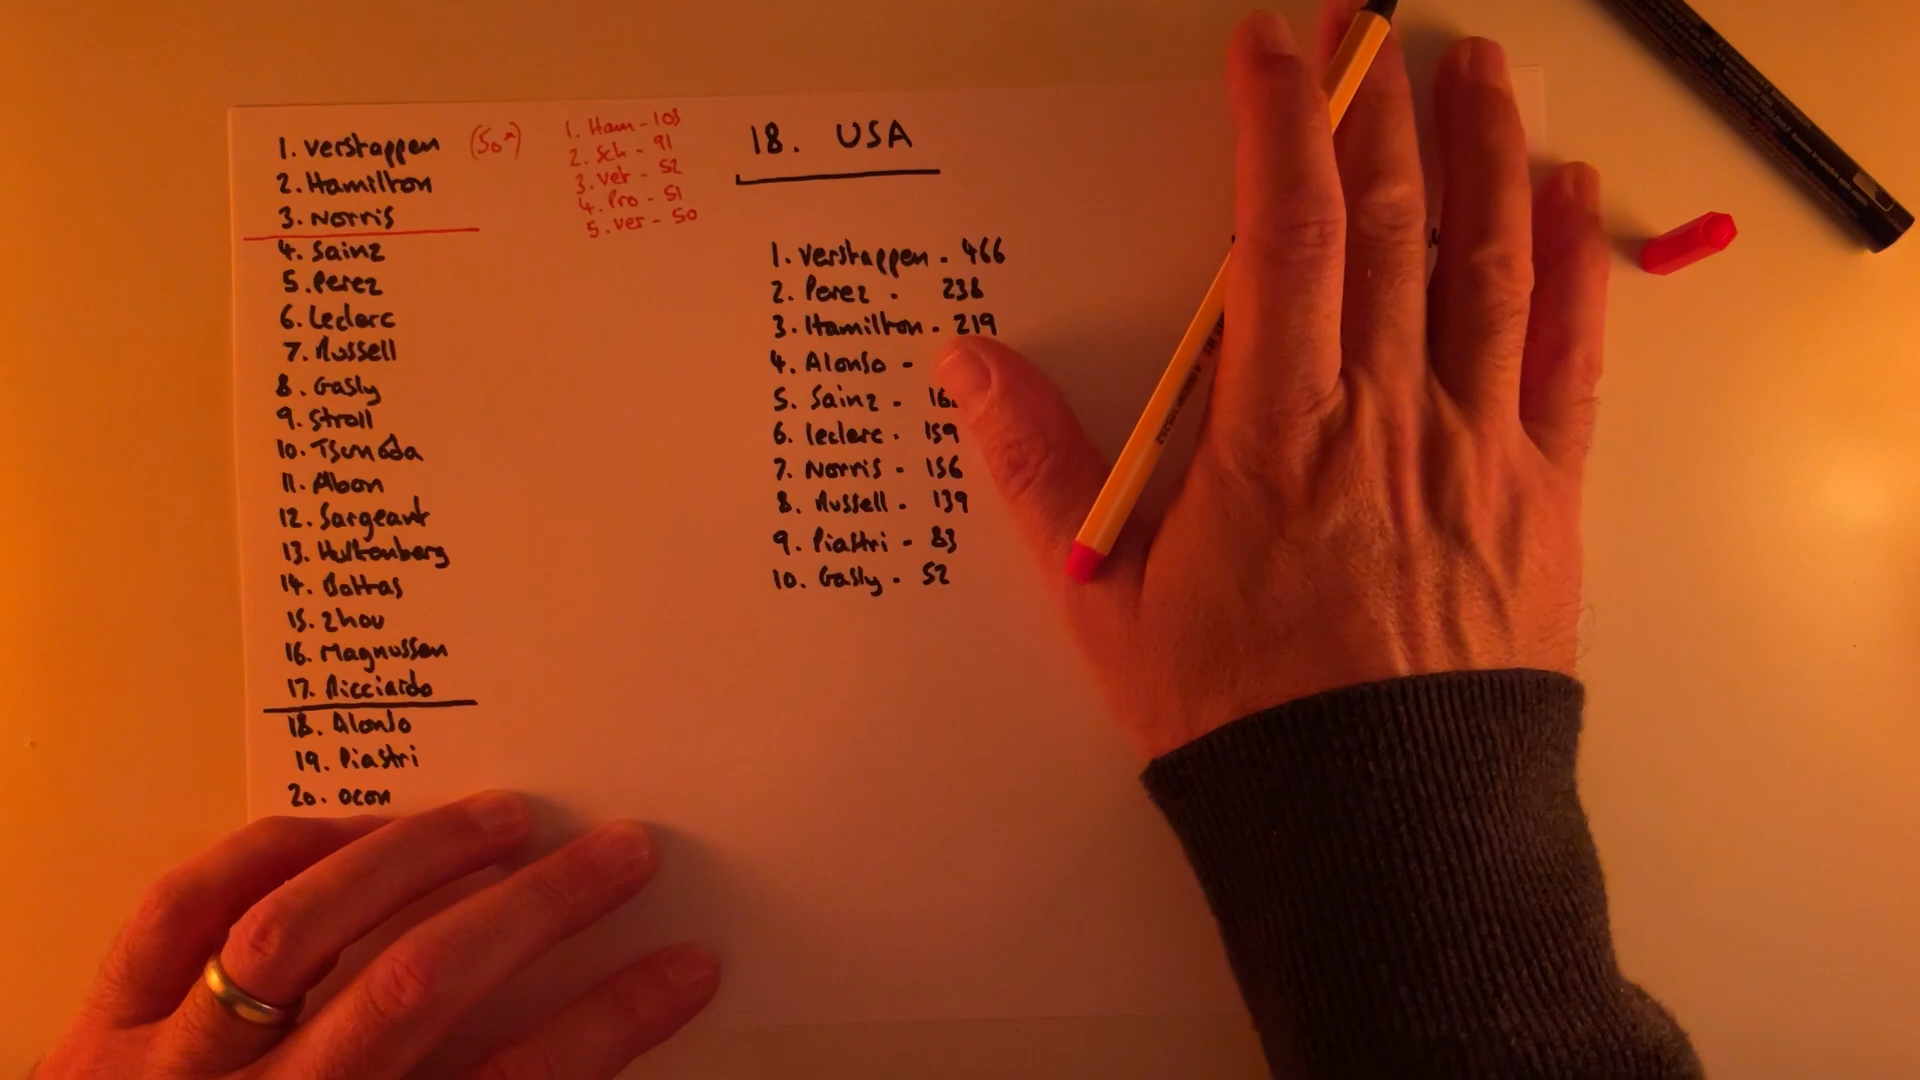 1. Verstappen (50th)
2. Hamilton
3. Norris
4. Sainz
5. Perez
6. Leclerc
7. Russell
8. Gasly
9. Stroll
10. Tsunoda
11. Albon
12. Sargeant
13. Hulkenberg
14. Bottas
15. Zhou
16. Magnussen
17. Ricciardo
18. Alonso
19. Piastri
20. Ocon
1. Ham - 103
2. Sch - 91
3. Vet - 52
4. Pro - 51
5. Ver - 50
18. USA
1. Verstappen - 466
2. Perez - 238
3. Hamilton - 219
4. Alonso -
5. Sainz -
6. Leclerc - 159
7. Norris - 156
8. Russell - 139
9. Piastri - 83
10. Gasly - 52